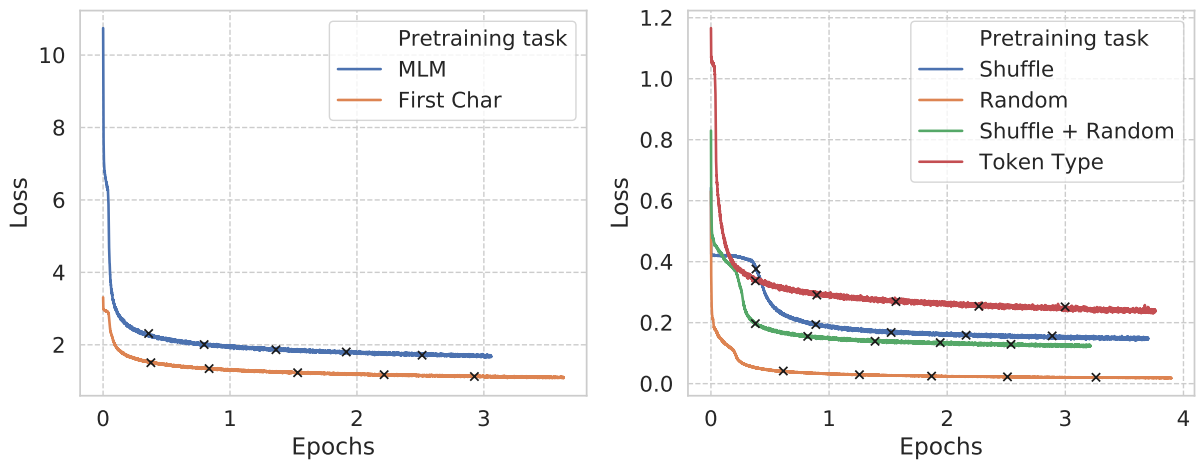 Loss
10
8
6
4
2
0
1
2
3
Epochs
Pretraining task
MLM
First Char
Loss
1.2
1.0
0.8
0.6
0.4
0.2
0.0
0
1
2
3
4
Epochs
Pretraining task
Shuffle
Random
Shuffle + Random
Token Type